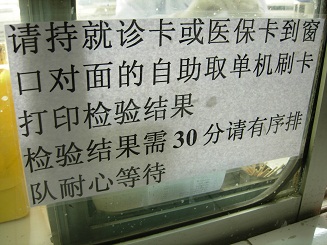 请持就诊卡或医保卡到窗
口对面的自助取单机刷卡
打印检验结果
检验结果需30分请有序排
队耐心等待